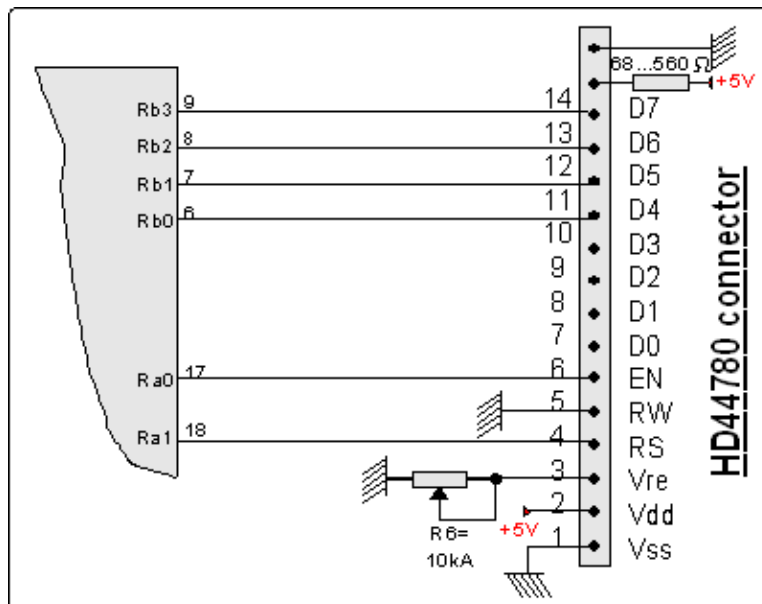 68...560 Ω
+5V
Rb3 9 14 D7
Rb2 8 13 D6
Rb1 7 12 D5
Rb0 6 11 D4
10 D3
9 D2
8 D1
7 D0
Ra0 17 6 EN
5 RW
Ra1 18 4 RS
3 Vre
2 Vdd
+5V
R6=
10kA
1 Vss
HD44780 connector